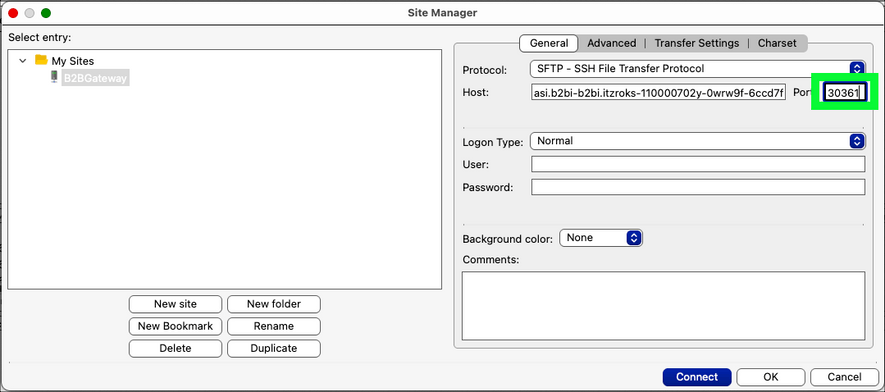 Site Manager
Select entry:
My Sites
B2BGateway
New site
New folder
New Bookmark
Rename
Delete
Duplicate
General
Advanced
Transfer Settings
Charset
Protocol:
SFTP - SSH File Transfer Protocol
Host:
asi.b2bi-b2bi.itzroks-110000702y-0wrw9f-6ccd7f
Port
30361
Logon Type:
Normal
User:
Password:
Background color:
None
Comments:
Connect
OK
Cancel